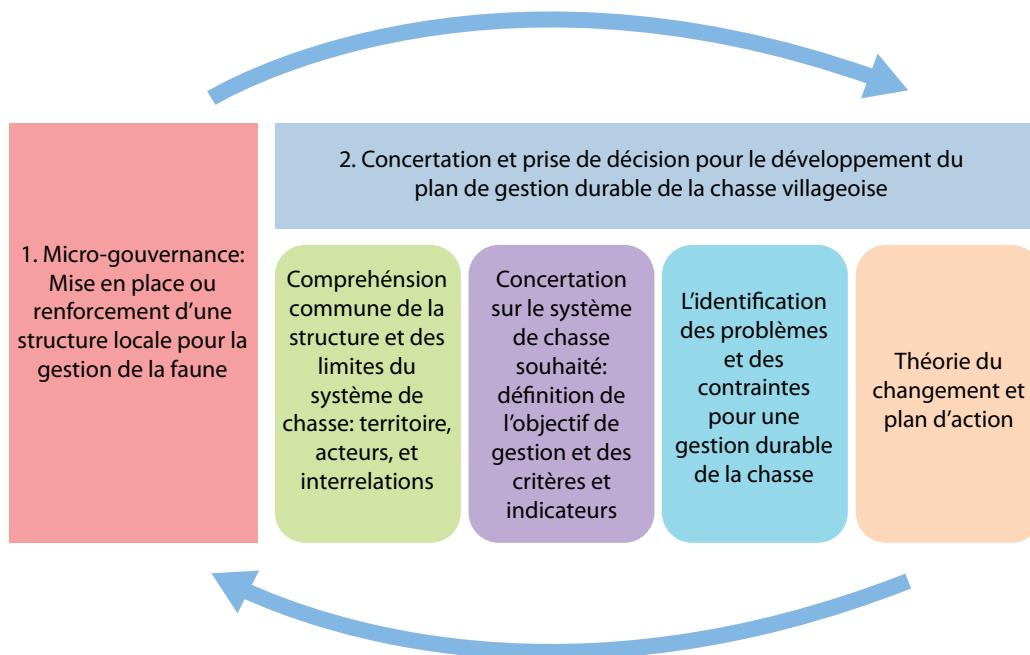 1. Micro-gouvernance:
Mise en place ou
renforcement d'une
structure locale pour la
gestion de la faune
2. Concertation et prise de décision pour le développement du
plan de gestion durable de la chasse villageoise
Compreհénsion
commune de la
structure et des
limites du
système de
chasse: territoire,
acteurs, et
interrelations
Concertation
sur le système
de chasse
souhaité:
définition de
l'objectif de
gestion et des
critères et
indicateurs
L'identification
des problèmes
et des
contraintes
pour une
gestion durable
de la chasse
Théorie du
changement et
plan d'action